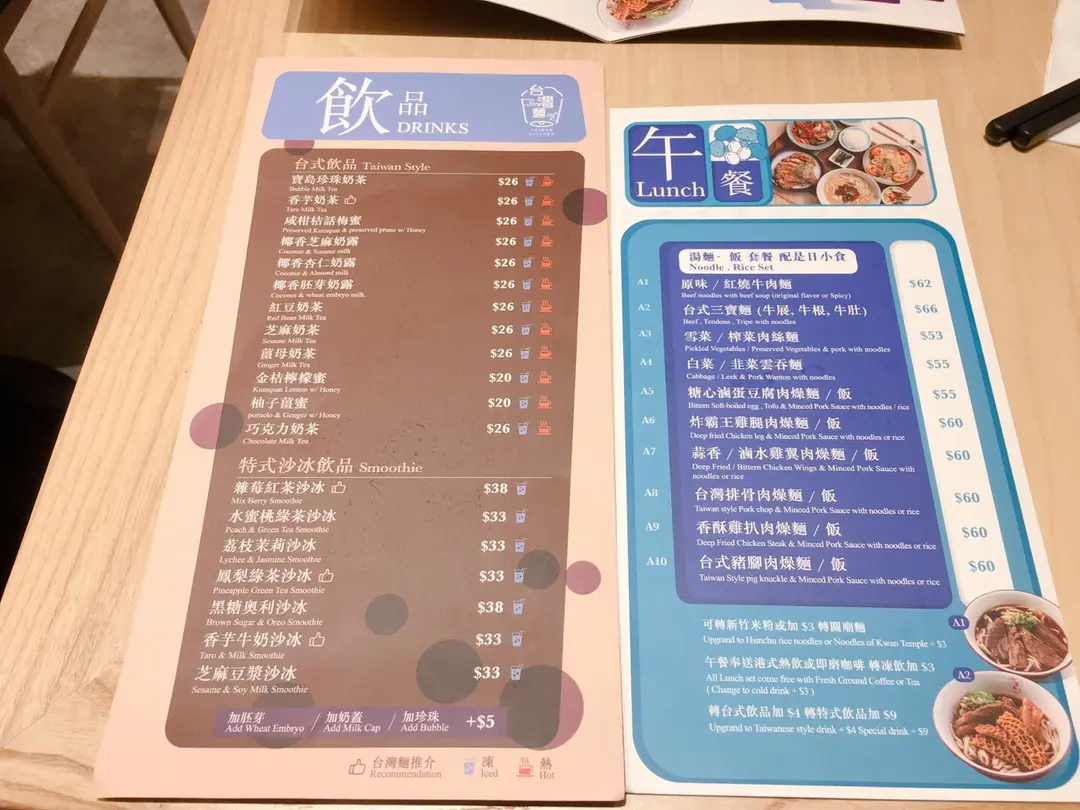 飲品
DRINKS
台灣麵
TAIWAN
KITCHEN
台式飲品 Taiwan Style
寶島珍珠奶茶 $26
Bubble Milk Tea
香芋奶茶 $26
Taro Milk Tea
咸柑桔話梅蜜 $26
Preserved Kumquat & preserved prune w/ Honey
椰香芝麻奶露 $26
Coconut & Sesame milk
椰香杏仁奶露 $26
Coconut & Almond milk
椰香胚芽奶露 $26
Coconut & wheat embryo milk
紅豆奶茶 $26
Red Bean Milk Tea
芝麻奶茶 $26
Sesame Milk Tea
薑母奶茶 $26
Ginger Milk Tea
金桔檸檬蜜 $20
Kumquat Lemon w/ Honey
柚子薑蜜 $20
pomelo & Genger w/ Honey
巧克力奶茶 $26
Chocolate Milk Tea
特式沙冰飲品 Smoothie
雜莓紅茶沙冰 $38
Mix Berry Smoothie
水蜜桃綠茶沙冰 $33
Peach & Green Tea Smoothie
荔枝茉莉沙冰 $33
Lychee & Jasmine Smoothie
鳳梨綠茶沙冰 $33
Pineapple Green Tea Smoothie
黑糖奧利沙冰 $38
Brown Sugar & Oreo Smoothie
香芋牛奶沙冰 $33
Taro & Milk Smoothie
芝麻豆漿沙冰 $33
Sesame & Soy Milk Smoothie
加胚芽 / 加奶蓋 / 加珍珠 +$5
Add Wheat Embryo Add Milk Cap Add Bubble
台灣麵推介 凍 熱
Recommendation Iced Hot
午餐
Lunch
湯麵 · 飯 套餐 配是日小食
Noodle . Rice Set
A1 原味 / 紅燒牛肉麵 $62
Beef noodles with beef soup (original flavor or Spicy)
A2 台式三寶麵 (牛展, 牛根, 牛肚) $66
Beef , Tendons , Tripe with noodles
A3 雪菜 / 榨菜肉絲麵 $53
Pickled Vegetables / Preserved Vegetables & pork with noodles
A4 白菜 / 韭菜雲吞麵 $55
Cabbage / Leek & Pork Wanton with noodles
A5 糖心滷蛋豆腐肉燥麵 / 飯 $55
Bittern Soft-boiled egg , Tofu & Minced Pork Sauce with noodles / rice
A6 炸霸王雞腿肉燥麵 / 飯 $60
Deep fried Chicken leg & Minced Pork Sauce with noodles or rice
A7 蒜香 / 滷水雞翼肉燥麵 / 飯 $60
Deep Fried / Bittern Chicken Wings & Minced Pork Sauce with
noodles or rice
A8 台灣排骨肉燥麵 / 飯 $60
Taiwan style Pork chop & Minced Pork Sauce with noodles or rice
A9 香酥雞扒肉燥麵 / 飯 $60
Deep Fried Chicken Steak & Minced Pork Sauce with noodles or rice
A10 台式豬腳肉燥麵 / 飯 $60
Taiwan Style pig knuckle & Minced Pork Sauce with noodles or rice
可轉新竹米粉或加 $3 轉關廟麵
Upgrand to Hsinchu rice noodles or Noodles of Kwan Temple + $3
午餐奉送港式熱飲或即磨咖啡 轉凍飲加 $3
All Lunch set come free with Fresh Ground Coffee or Tea
( Change to cold drink + $3 )
轉台式飲品加 $4 轉特式飲品加 $9
Upgrand to Taiwanese style drink + $4 Special drink + $9
A1
A2